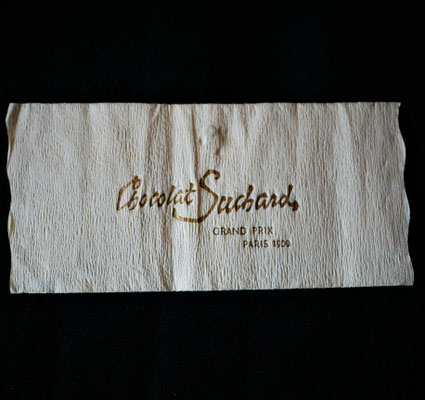 Chocolat Suchard
GRAND PRIX
PARIS 1900